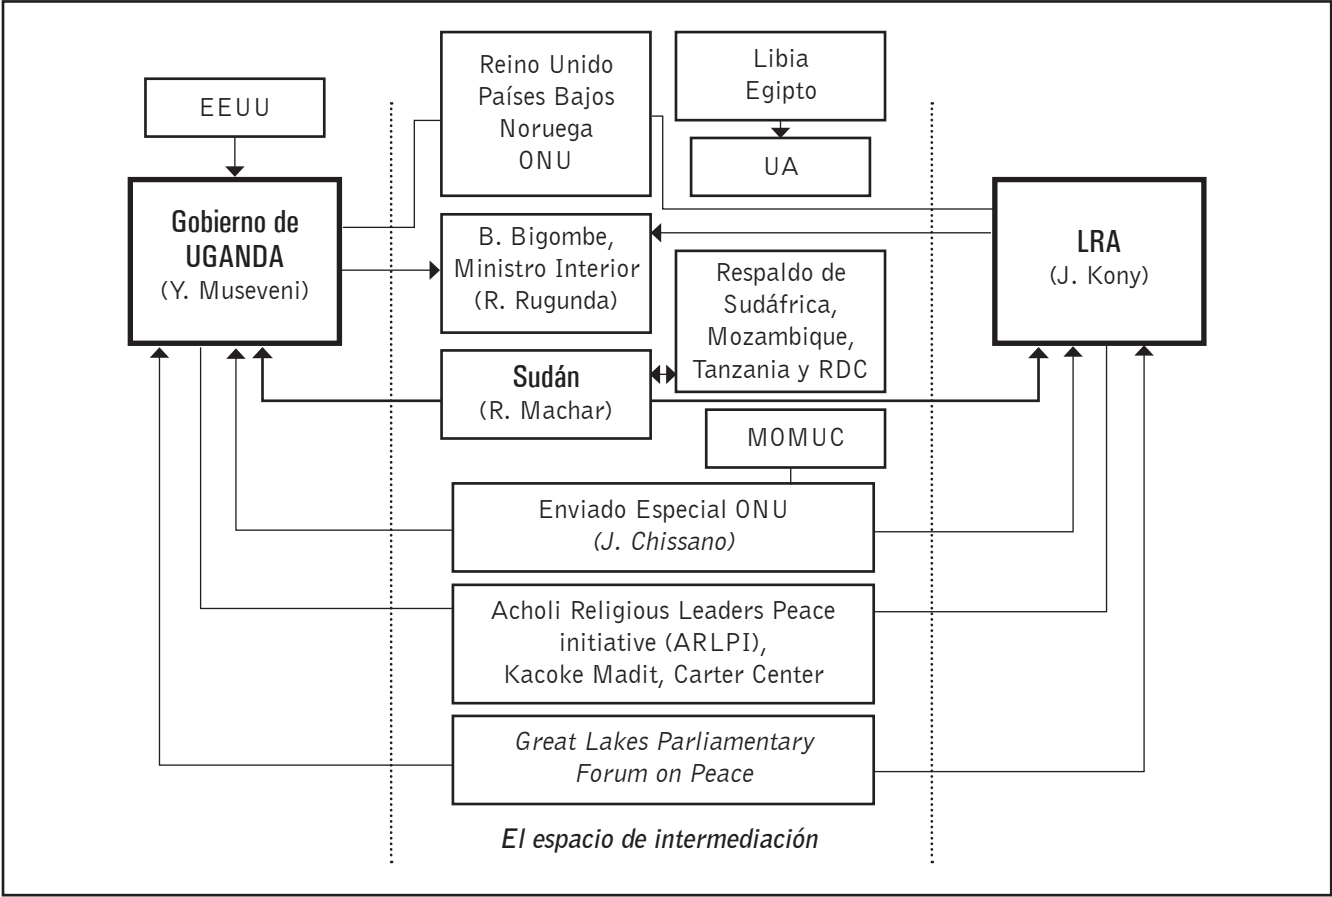 EEUU
Gobierno de
UGANDA
(Y. Museveni)
Reino Unido
Países Bajos
Noruega
ONU
Libia
Egipto
UA
B. Bigombe,
Ministro Interior
(R. Rugunda)
Respaldo de
Sudáfrica,
Mozambique,
Tanzania y RDC
Sudán
(R. Machar)
LRA
(J. Kony)
MOMUC
Enviado Especial ONU
(J. Chissano)
Acholi Religious Leaders Peace
initiative (ARLPI),
Kacoke Madit, Carter Center
Great Lakes Parliamentary
Forum on Peace
El espacio de intermediación